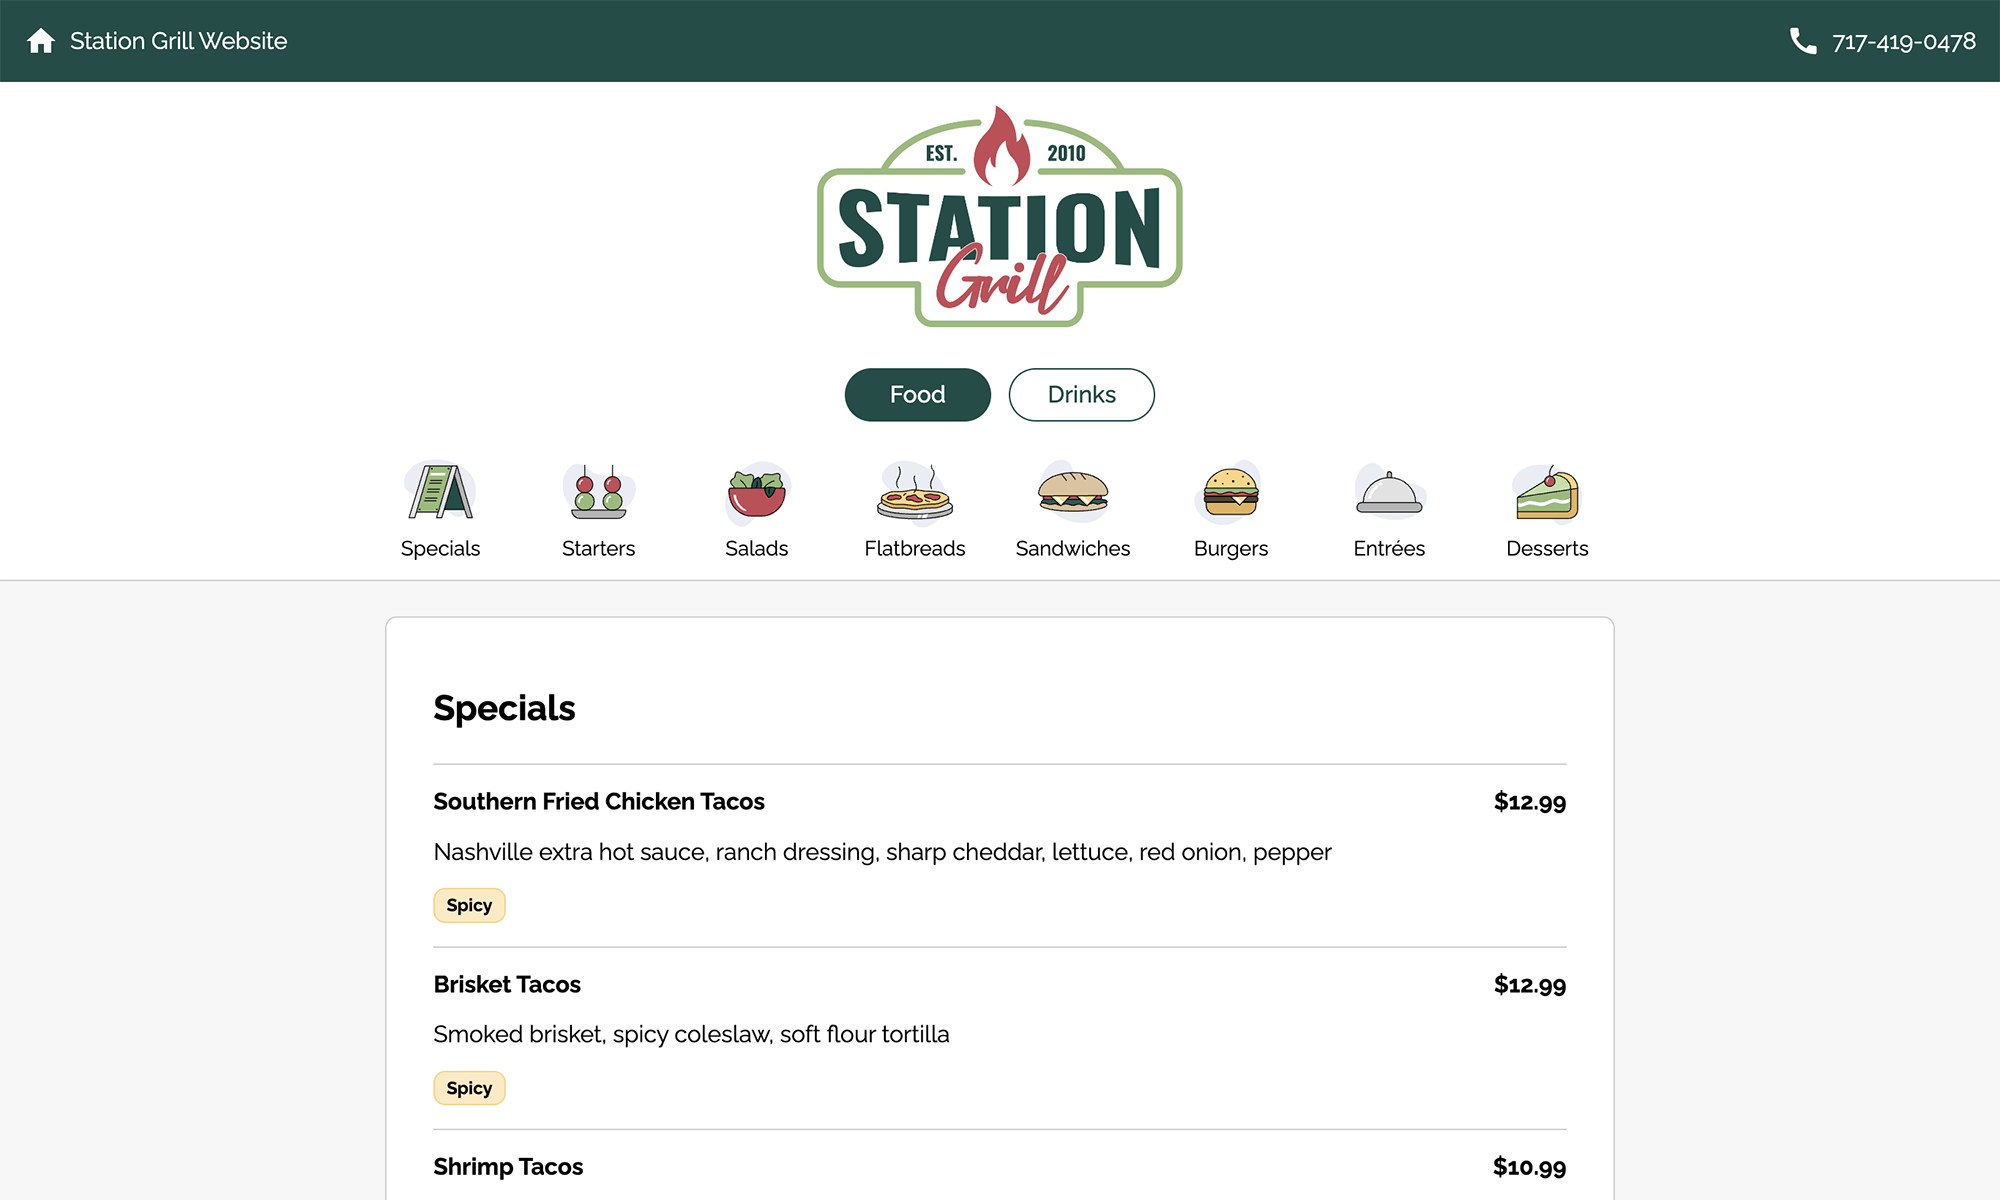 Station Grill Website
717-419-0478
EST. 2010
STATION
Grill
Food
Drinks
Specials
Starters
Salads
Flatbreads
Sandwiches
Burgers
Entrées
Desserts
Specials
Southern Fried Chicken Tacos
$12.99
Nashville extra hot sauce, ranch dressing, sharp cheddar, lettuce, red onion, pepper
Spicy
Brisket Tacos
$12.99
Smoked brisket, spicy coleslaw, soft flour tortilla
Spicy
Shrimp Tacos
$10.99